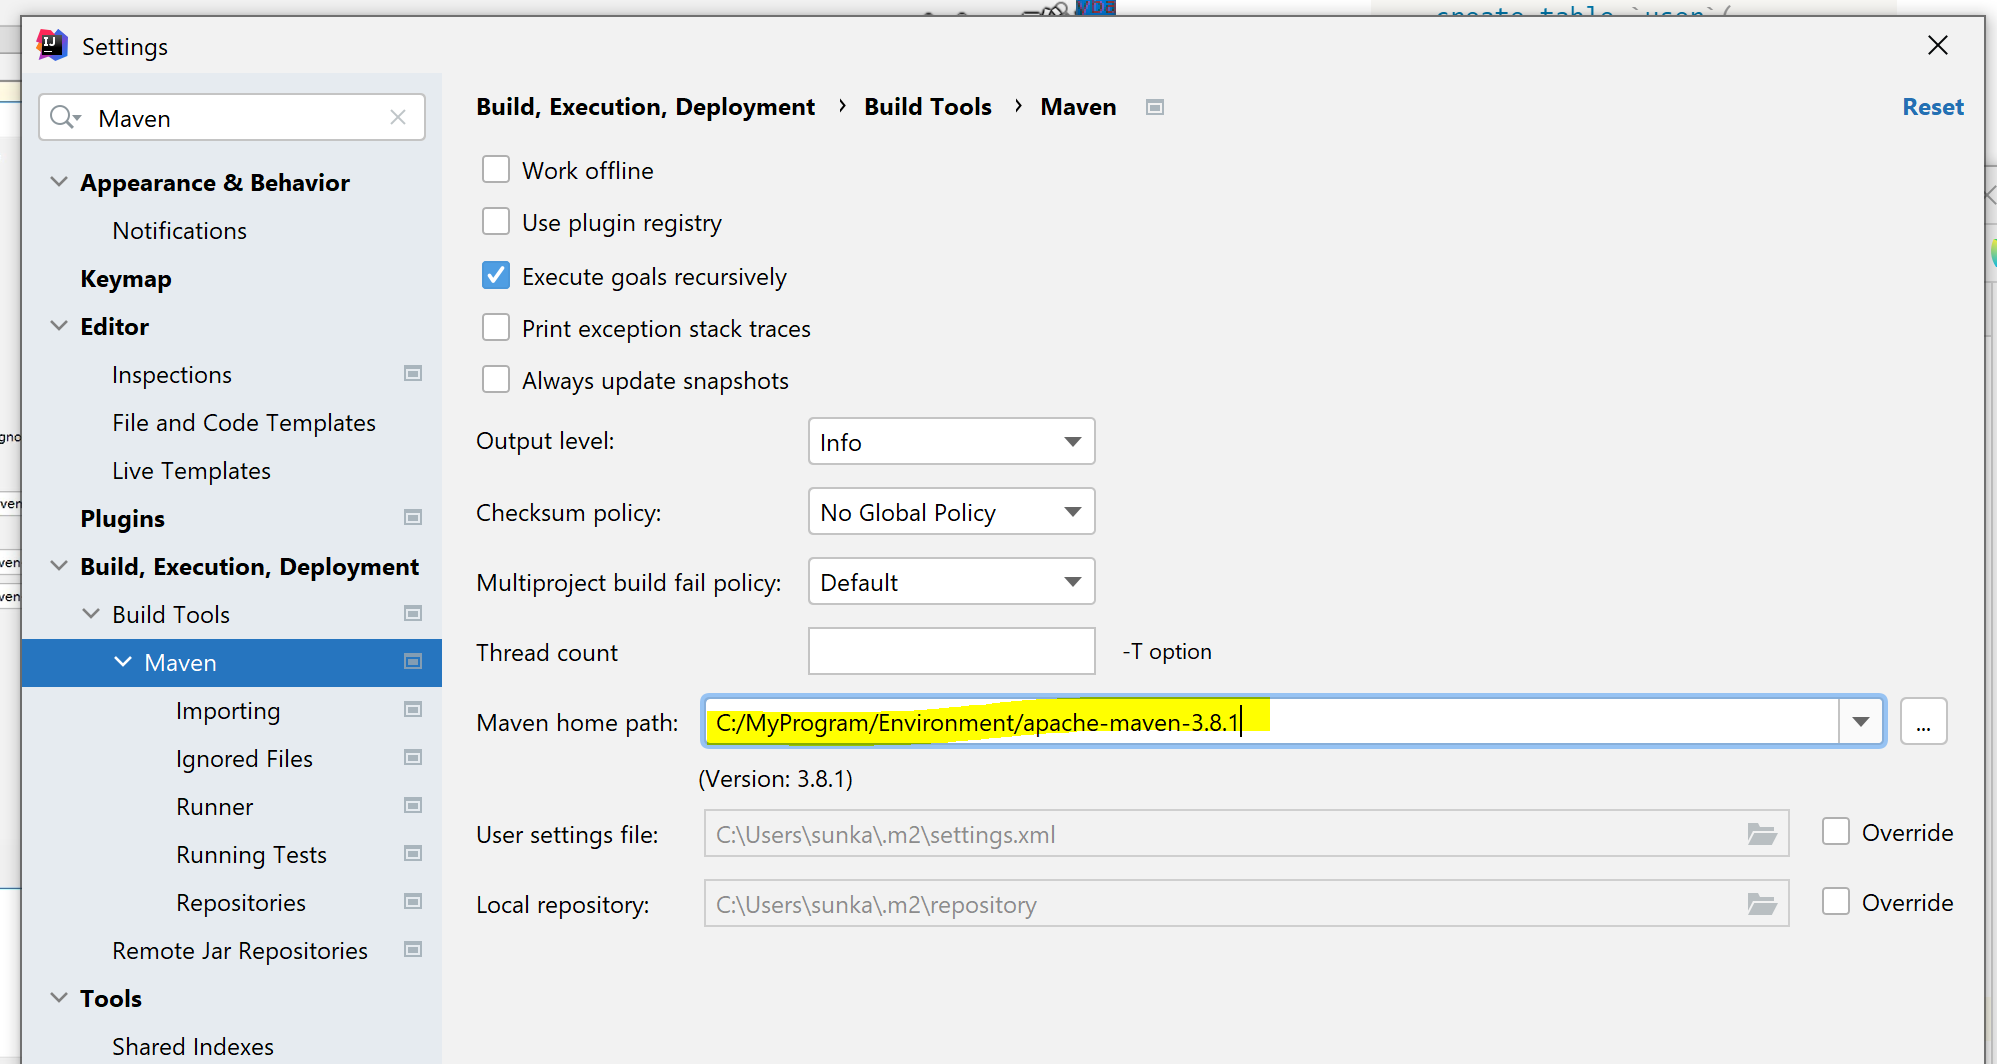 yba
create table `user`(
Settings
Maven
Build, Execution, Deployment › Build Tools › Maven
Reset
Appearance & Behavior
Notifications
Keymap
Editor
Inspections
File and Code Templates
Live Templates
Plugins
Build, Execution, Deployment
Build Tools
Maven
Importing
Ignored Files
Runner
Running Tests
Repositories
Remote Jar Repositories
Tools
Shared Indexes
Work offline
Use plugin registry
Execute goals recursively
Print exception stack traces
Always update snapshots
Output level: Info
Checksum policy: No Global Policy
Multiproject build fail policy: Default
Thread count -T option
Maven home path: C:/MyProgram/Environment/apache-maven-3.8.1 ...
(Version: 3.8.1)
User settings file: C:\Users\sunka\.m2\settings.xml Override
Local repository: C:\Users\sunka\.m2\repository Override